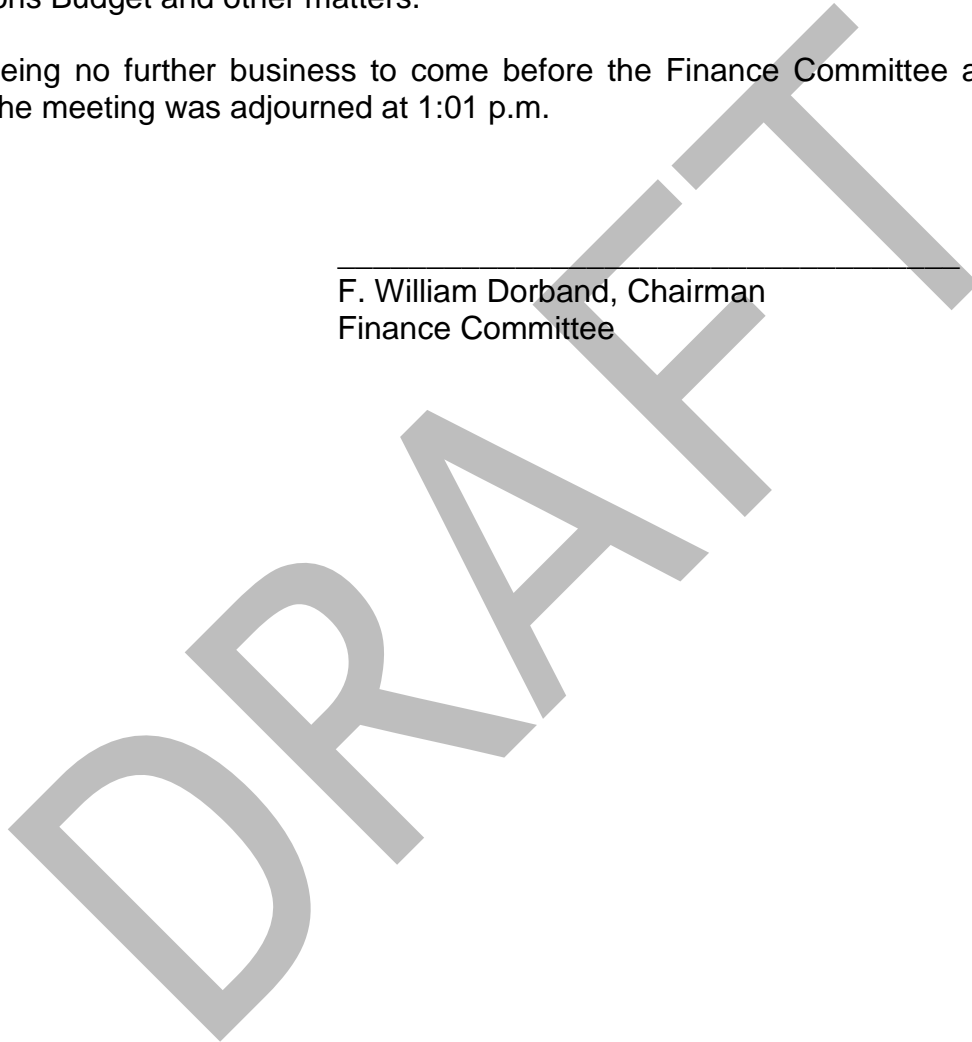 ons Budget and other matters.
eing no further business to come before the Finance Committee a
he meeting was adjourned at 1:01 p.m.
F. William Dorband, Chairman
Finance Committee
DRAFT